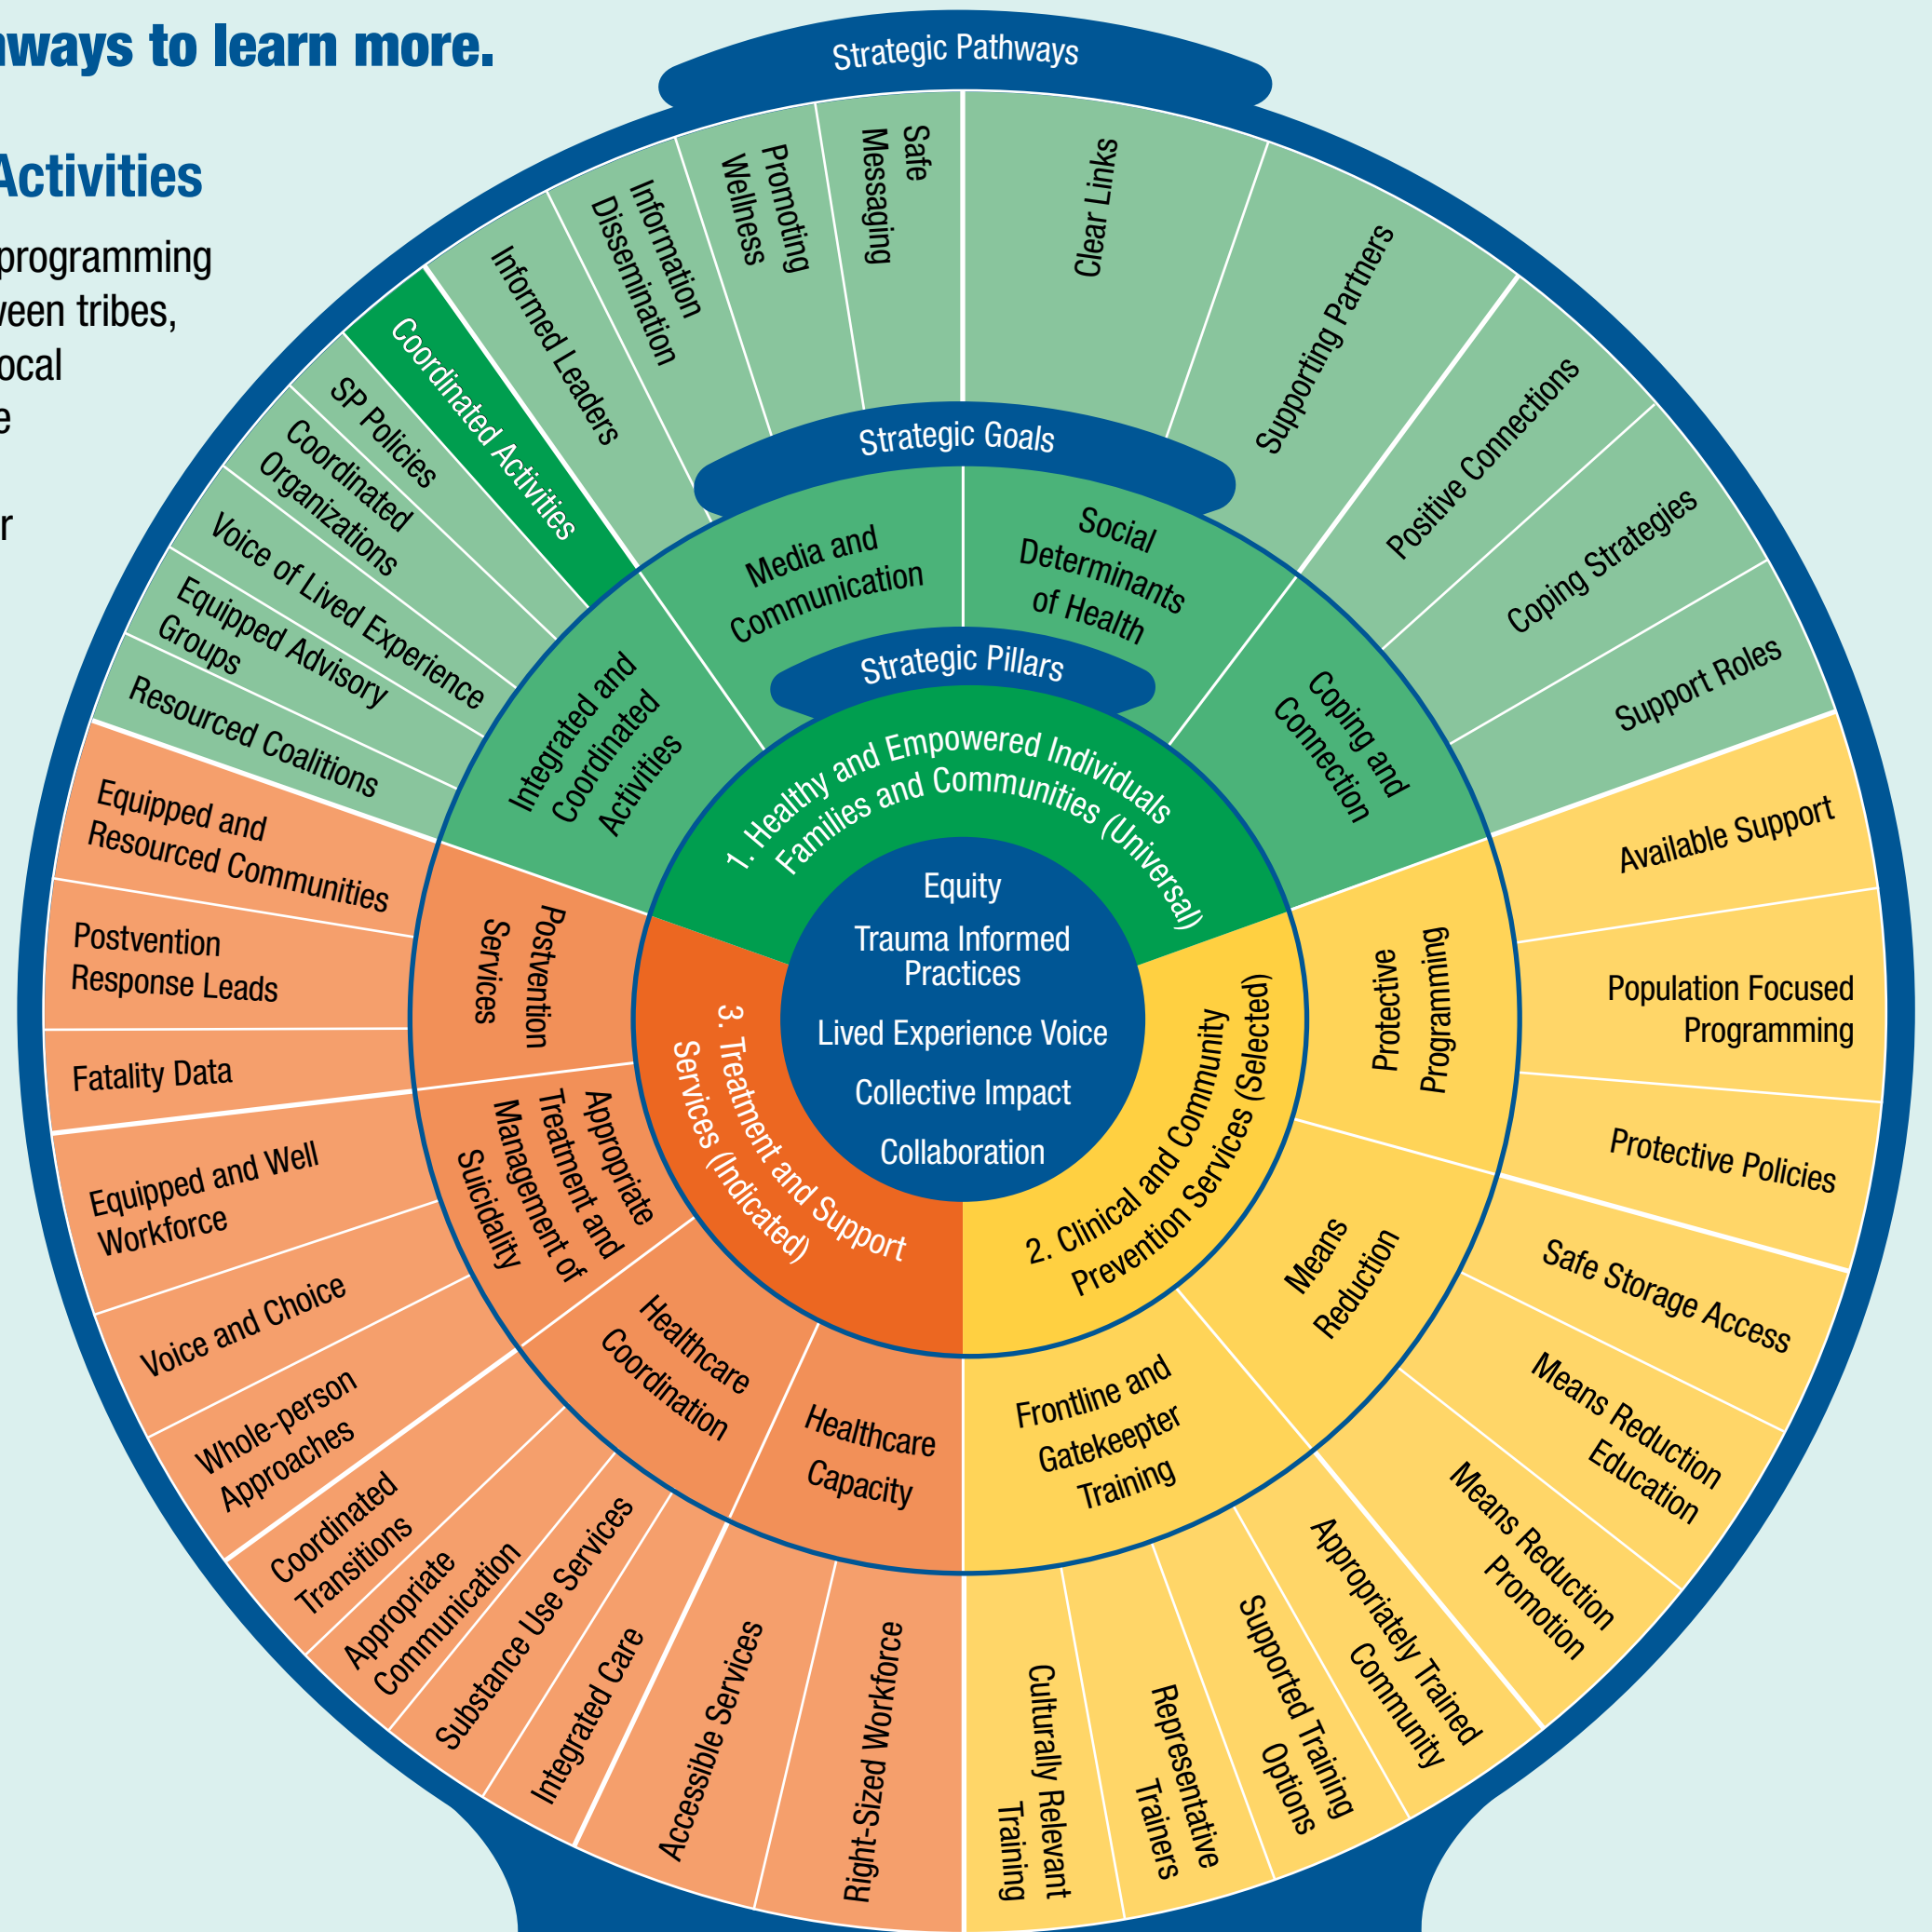 hways to learn more.
Activities
programming
ween tribes,
ocal
e
r
Strategic Pathways
Safe
Messaging
Promoting
Wellness
Information
Dissemination
Informed Leaders
Coordinated Activities
SP Policies
Coordinated
Organizations
Voice of Lived Experience
Equipped Advisory
Groups
Resourced Coalitions
Clear Links
Supporting Partners
Positive Connections
Coping Strategies
Support Roles
Strategic Goals
Media and
Communication
Social
Determinants
of Health
Integrated and
Coordinated
Activities
Coping and
Connection
Strategic Pillars
1. Healthy and Empowered Individuals
Families and Communities (Universal)
Equity
Trauma Informed
Practices
Lived Experience Voice
Collective Impact
Collaboration
2. Clinical and Community
Prevention Services (Selected)
3. Treatment and Support
Services (Indicated)
Protective
Programming
Means
Reduction
Frontline and
Gatekeeper
Training
Available Support
Population Focused
Programming
Protective Policies
Safe Storage Access
Means Reduction
Education
Means Reduction
Promotion
Appropriately Trained
Community
Supported Training
Options
Representative
Trainers
Culturally Relevant
Training
Postvention
Services
Appropriate
Treatment and
Management of
Suicidality
Healthcare
Coordination
Healthcare
Capacity
Equipped and
Resourced Communities
Postvention
Response Leads
Fatality Data
Equipped and Well
Workforce
Voice and Choice
Whole-person
Approaches
Coordinated
Transitions
Appropriate
Communication
Substance Use Services
Integrated Care
Accessible Services
Right-Sized Workforce